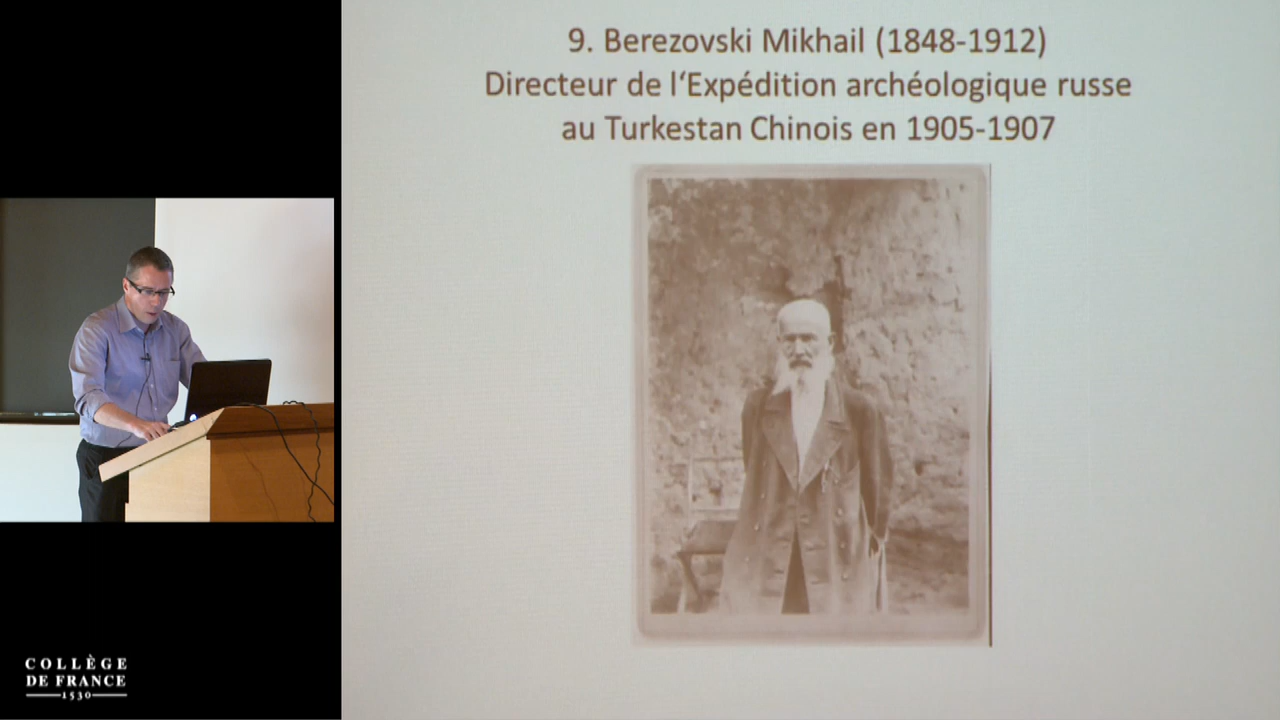 9. Berezovski Mikhail (1848-1912)
Directeur de l‘Expédition archéologique russe
au Turkestan Chinois en 1905-1907
COLLÈGE
DE FRANCE
1530